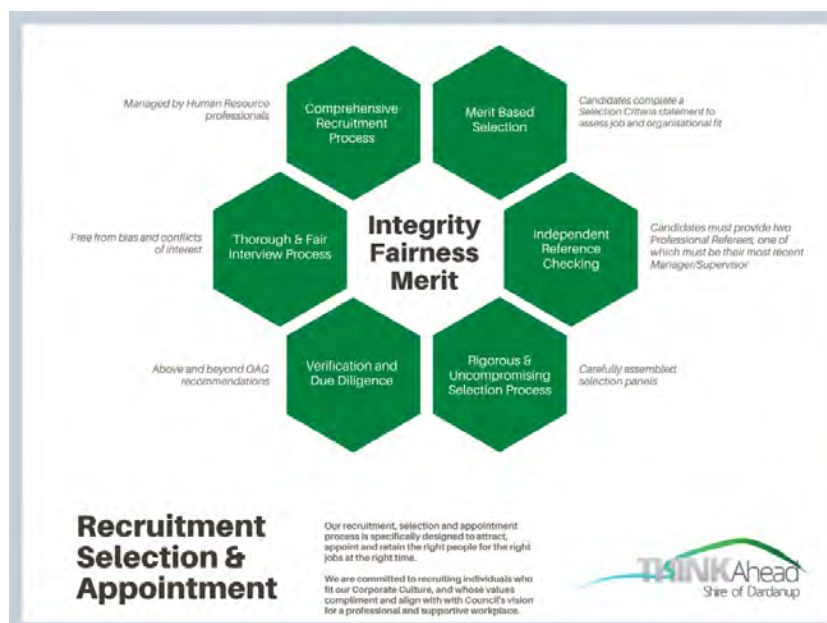 Managed by Human Resource
professionals
Comprehensive
Recruitment
Process
Merit Based
Selection
Candidates complete a
Selection Criteria statement to
assess job and organisational fit
Free from bias and conflicts
of interest
Thorough & Fair
Interview Process
Integrity
Fairness
Merit
Independent
Reference
Checking
Candidates must provide two
Professional Referees, one of
which must be their most recent
Manager/Supervisor
Above and beyond OAG
recommendations
Verification and
Due Diligence
Rigorous &
Uncompromising
Selection Process
Carefully assembled
selection panels
Recruitment
Selection &
Appointment
Our recruitment, selection and appointment
process is specifically designed to attract,
appoint and retain the right people for the right
jobs at the right time.
We are committed to recruiting individuals who
fit our Corporate Culture, and whose values
compliment and align with with Council's vision
for a professional and supportive workplace.
THINKAhead
Shire of Dardanup